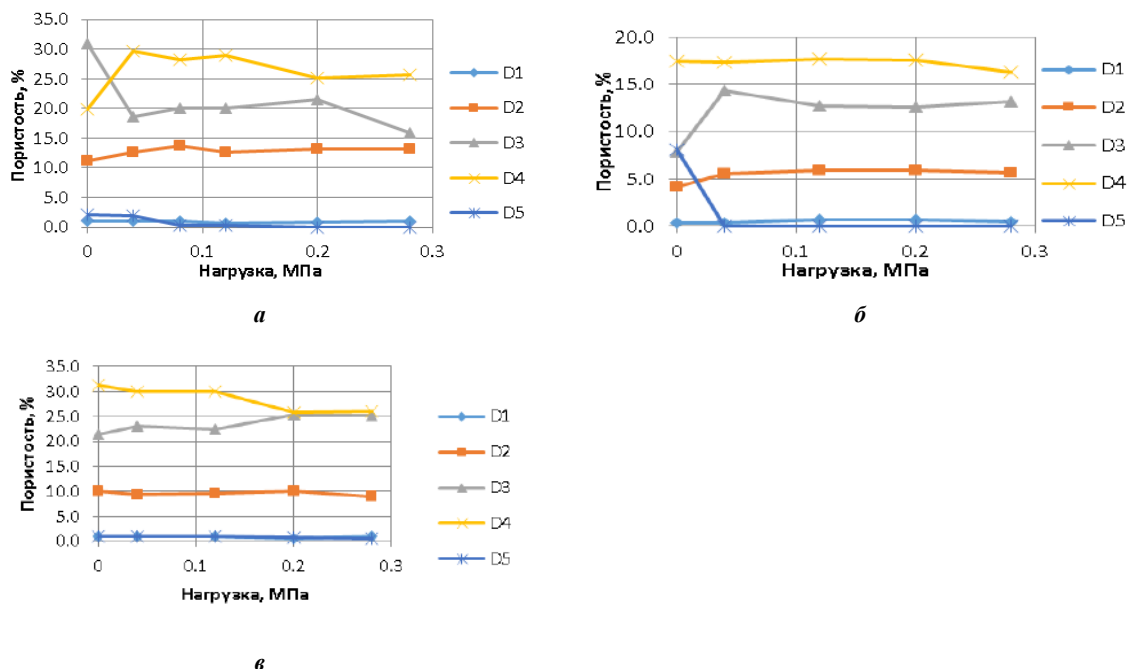 35.0
30.0
25.0
20.0
15.0
10.0
5.0
0.0
Пористость, %
0 0.1 0.2 0.3
Нагрузка, МПа
D1
D2
D3
D4
D5
а
20.0
15.0
10.0
5.0
0.0
Пористость, %
0 0.1 0.2 0.3
Нагрузка, МПа
D1
D2
D3
D4
D5
б
35.0
30.0
25.0
20.0
15.0
10.0
5.0
0.0
Пористость, %
0 0.1 0.2 0.3
Нагрузка, МПа
D1
D2
D3
D4
D5
в